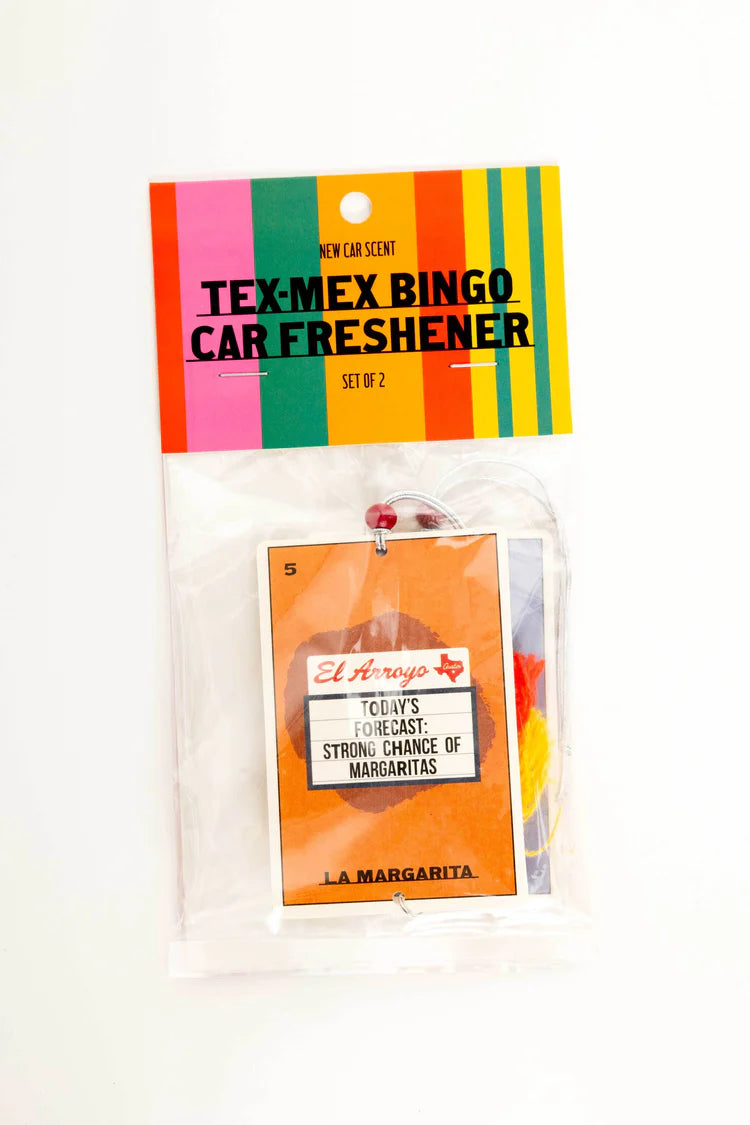 NEW CAR SCENT
TEX-MEX BINGO
CAR FRESHENER
SET OF 2
5
El Arroyo
Austin
TODAY'S
FORECAST:
STRONG CHANCE OF
MARGARITAS
LA MARGARITA